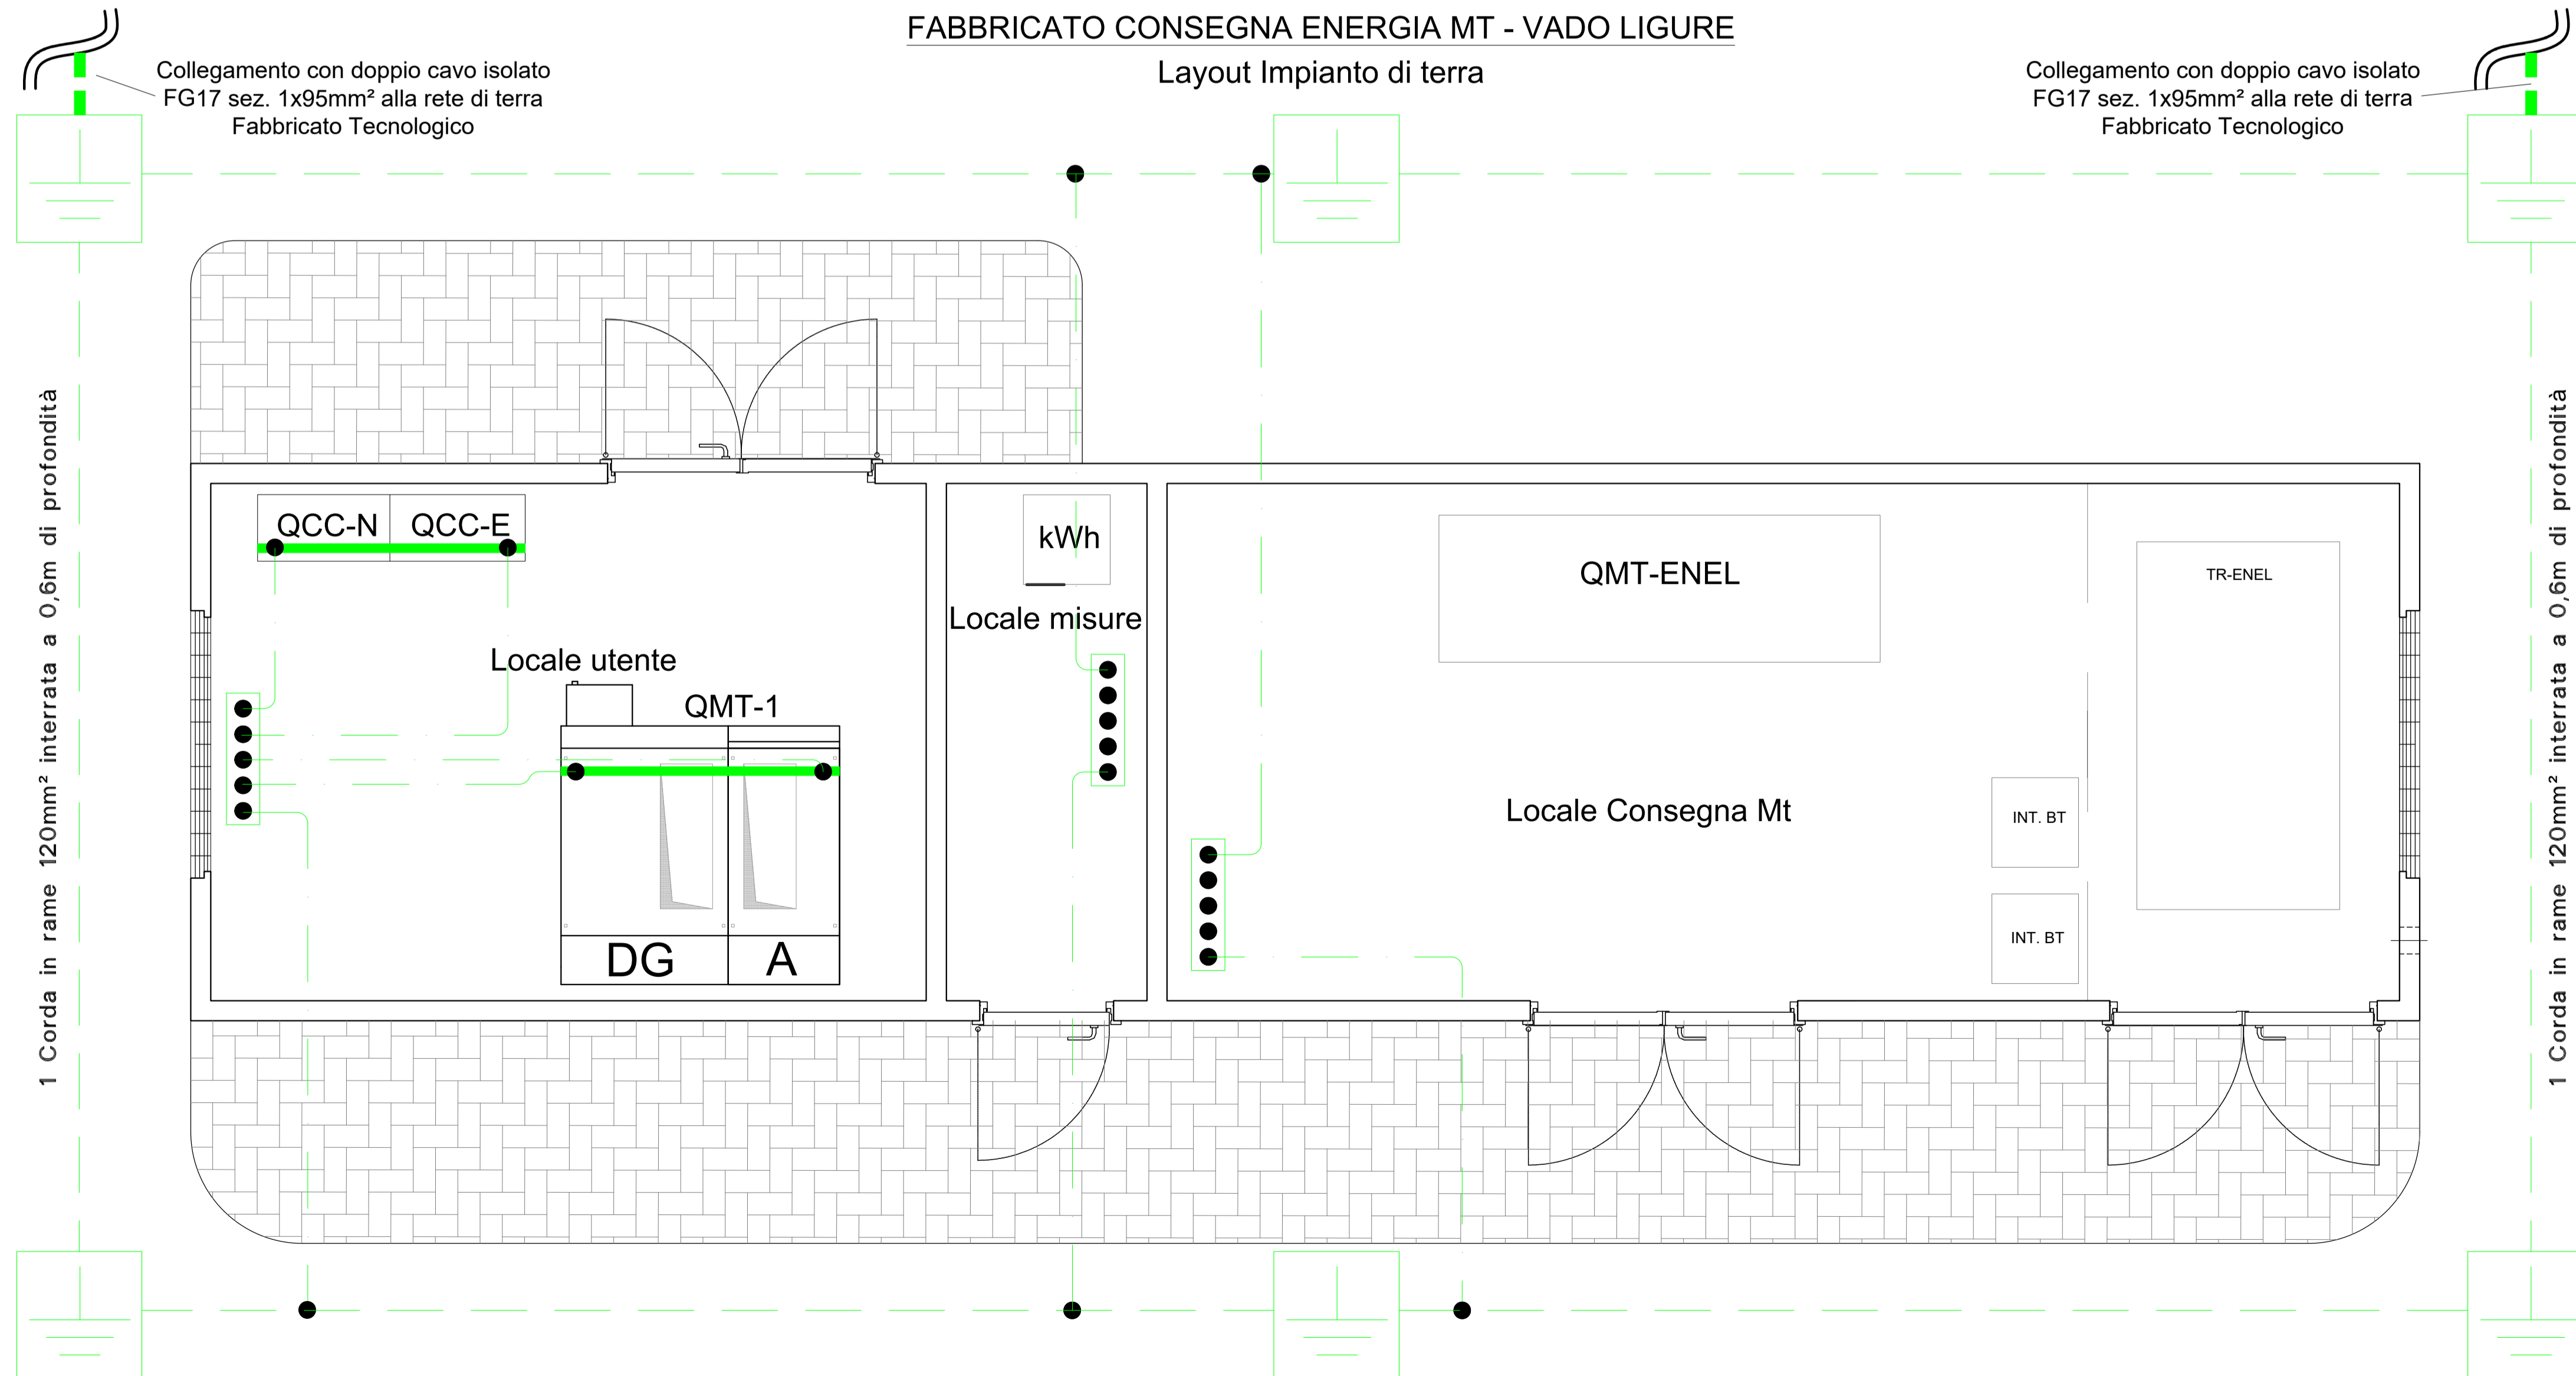 FABBRICATO CONSEGNA ENERGIA MT - VADO LIGURE
Layout Impianto di terra
Collegamento con doppio cavo isolato
FG17 sez. 1x95mm² alla rete di terra
Fabbricato Tecnologico
Collegamento con doppio cavo isolato
FG17 sez. 1x95mm² alla rete di terra
Fabbricato Tecnologico
1 Corda in rame 120mm² interrata a 0,6m di profondità
QCC-N
QCC-E
kWh
QMT-ENEL
TR-ENEL
Locale misure
Locale utente
QMT-1
Locale Consegna Mt
INT. BT
INT. BT
DG
A
1 Corda in rame 120mm² interrata a 0,6m di profondità